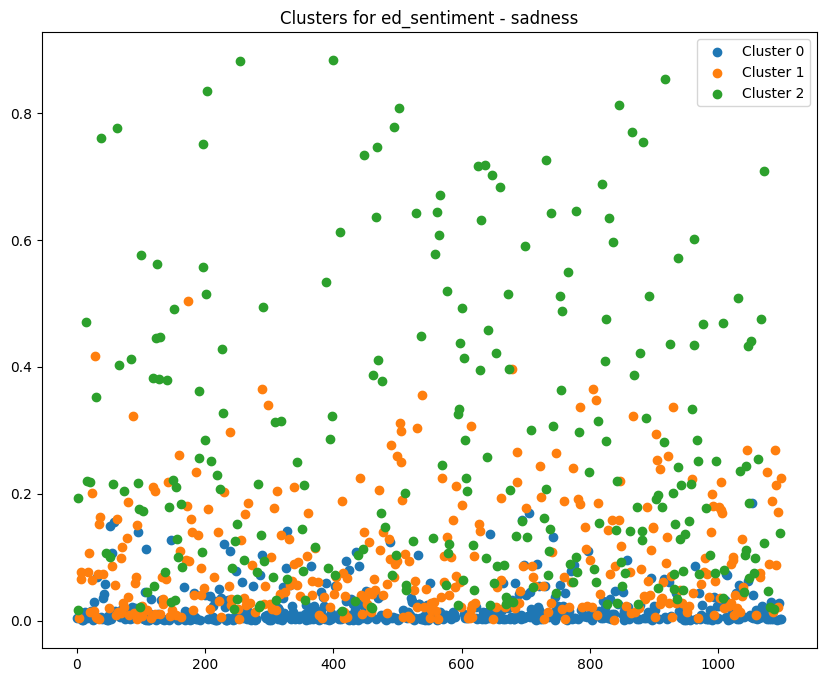 Clusters for ed_sentiment - sadness
Cluster 0
Cluster 1
Cluster 2
0.8
0.6
0.4
0.2
0.0
0 200 400 600 800 1000